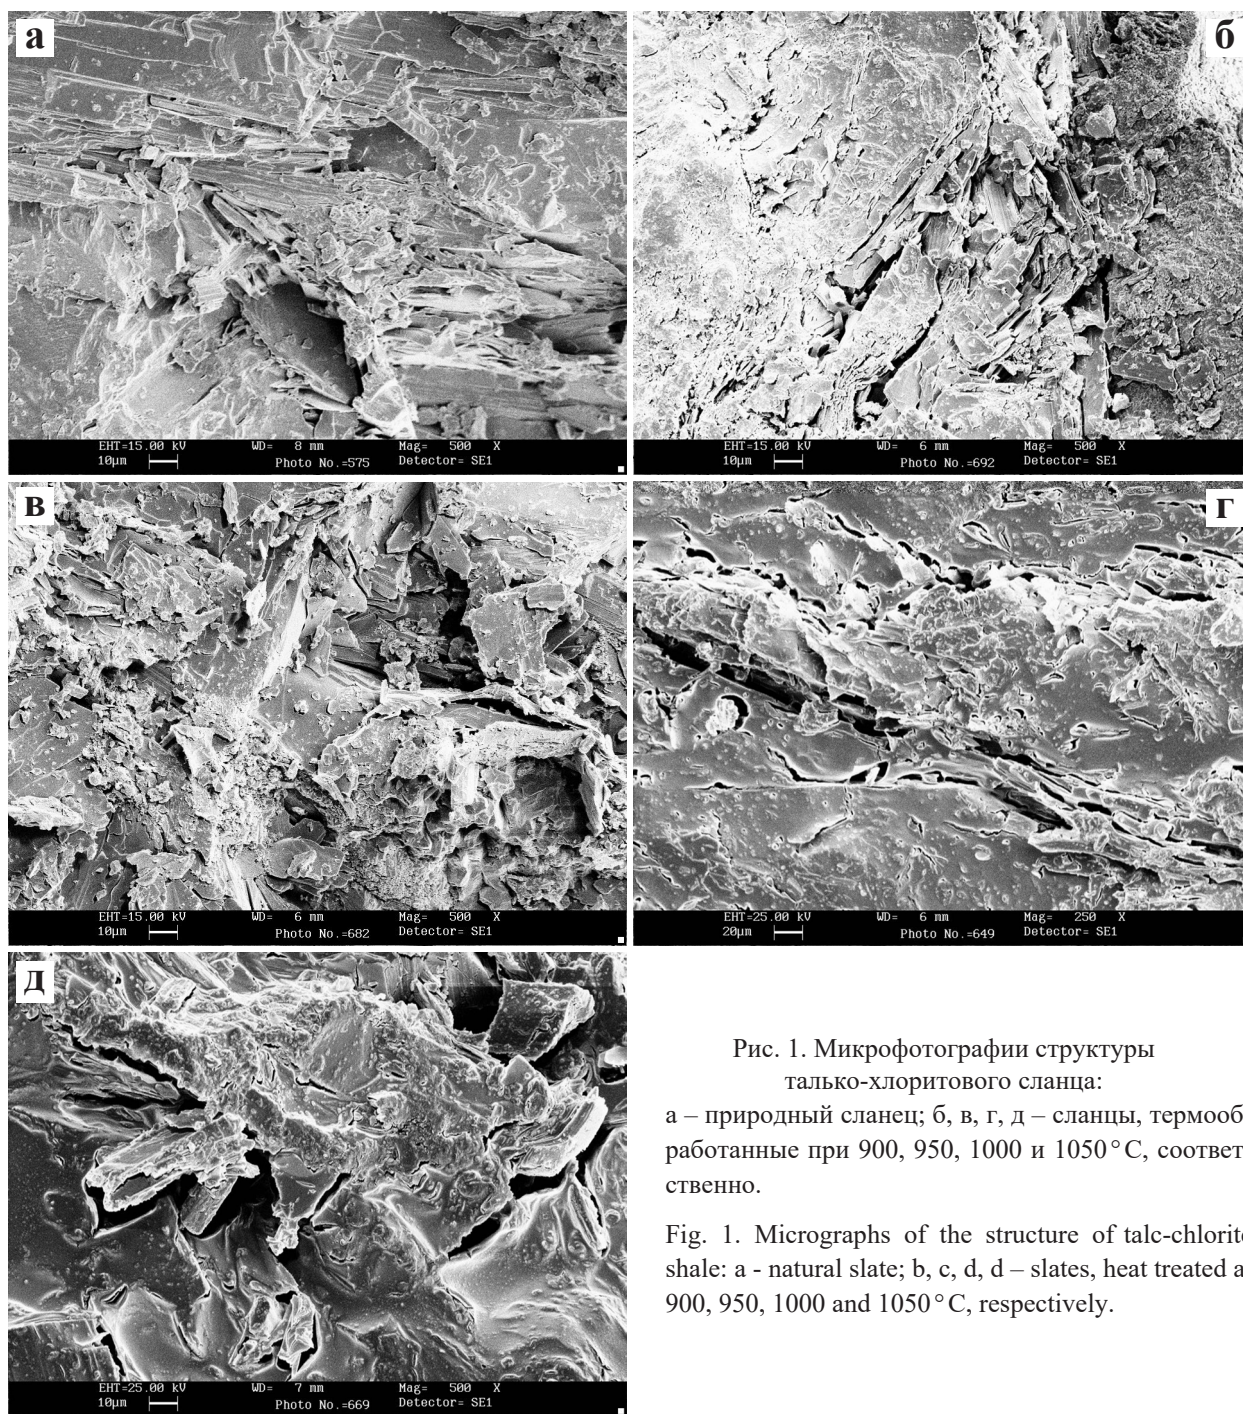 а
б
EHT=15.00 kV WD= 8 mm Mag= 500 X
10µm Photo No.=575 Detector= SE1
EHT=15.00 kV WD= 6 mm Mag= 500 X
10µm Photo No.=692 Detector= SE1
в
г
EHT=15.00 kV WD= 6 mm Mag= 500 X
10µm Photo No.=682 Detector= SE1
EHT=25.00 kV WD= 6 mm Mag= 250 X
20µm Photo No.=649 Detector= SE1
д
EHT=25.00 kV WD= 7 mm Mag= 500 X
10µm Photo No.=669 Detector= SE1
Рис. 1. Микрофотографии структуры
талько-хлоритового сланца:
а – природный сланец; б, в, г, д – сланцы, термооб
работанные при 900, 950, 1000 и 1050°С, соответ
ственно.
Fig. 1. Micrographs of the structure of talc-chlorit
shale: a - natural slate; b, c, d, d – slates, heat treated a
900, 950, 1000 and 1050°C, respectively.